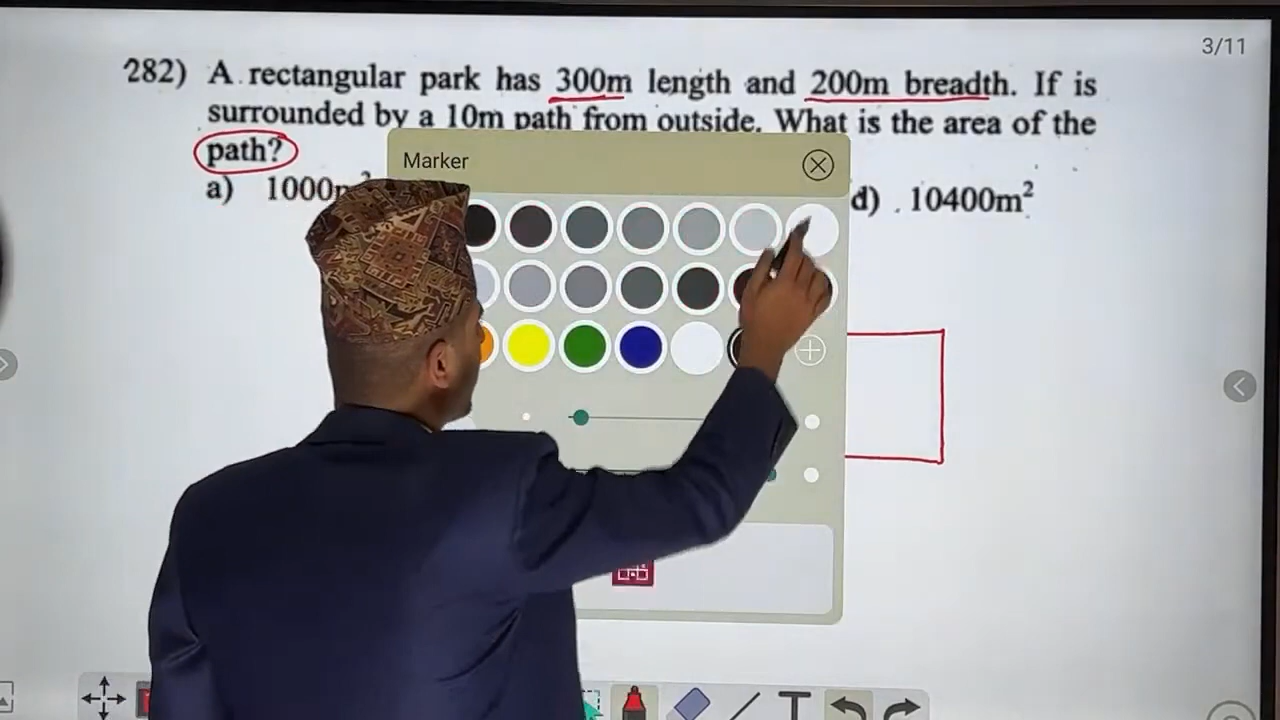 3/11
282) A rectangular park has 300m length and 200m breadth. If is
surrounded by a 10m path from outside. What is the area of the
path?
a) 1000m² d) 10400m²
Marker